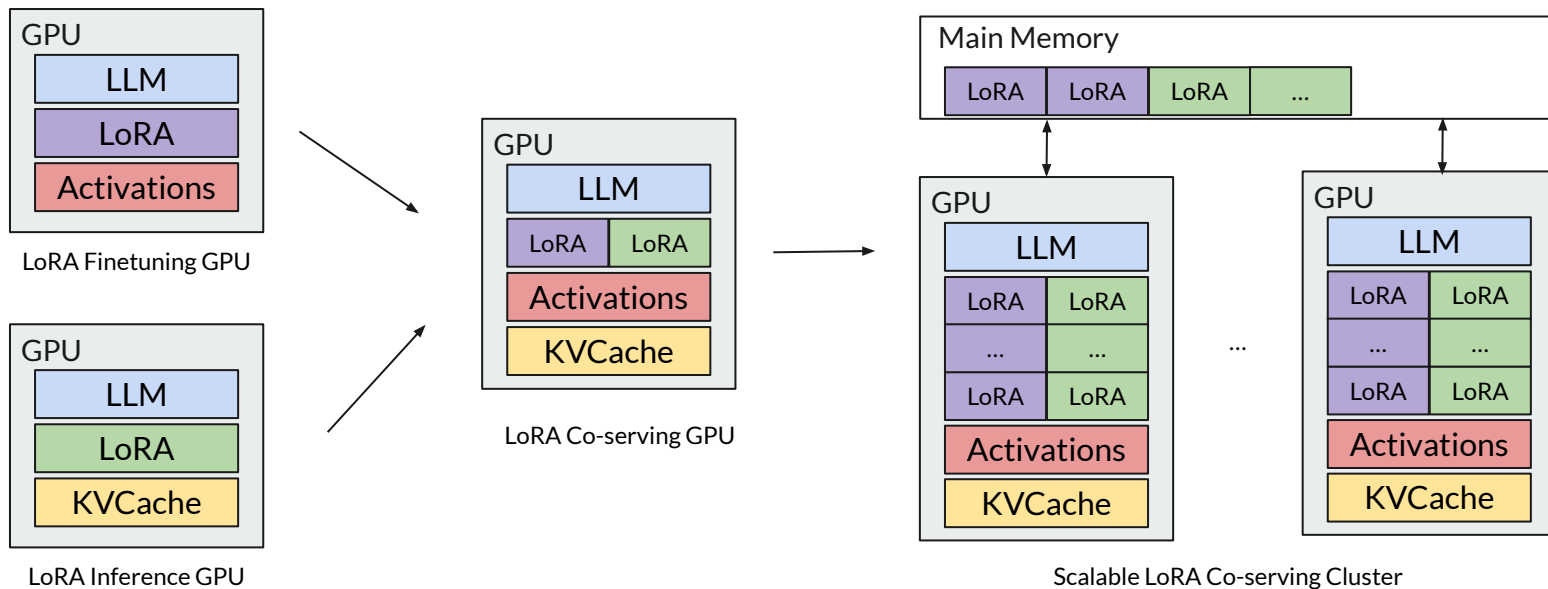 GPU
LLM
LoRA
Activations
LoRA Finetuning GPU
GPU
LLM
LoRA
KVCache
LoRA Inference GPU
GPU
LLM
LoRA LoRA
Activations
KVCache
LoRA Co-serving GPU
Main Memory
LoRA LoRA LoRA ...
GPU
LLM
LoRA LoRA
... ...
LoRA LoRA
Activations
KVCache
...
GPU
LLM
LoRA LoRA
... ...
LoRA LoRA
Activations
KVCache
Scalable LoRA Co-serving Cluster